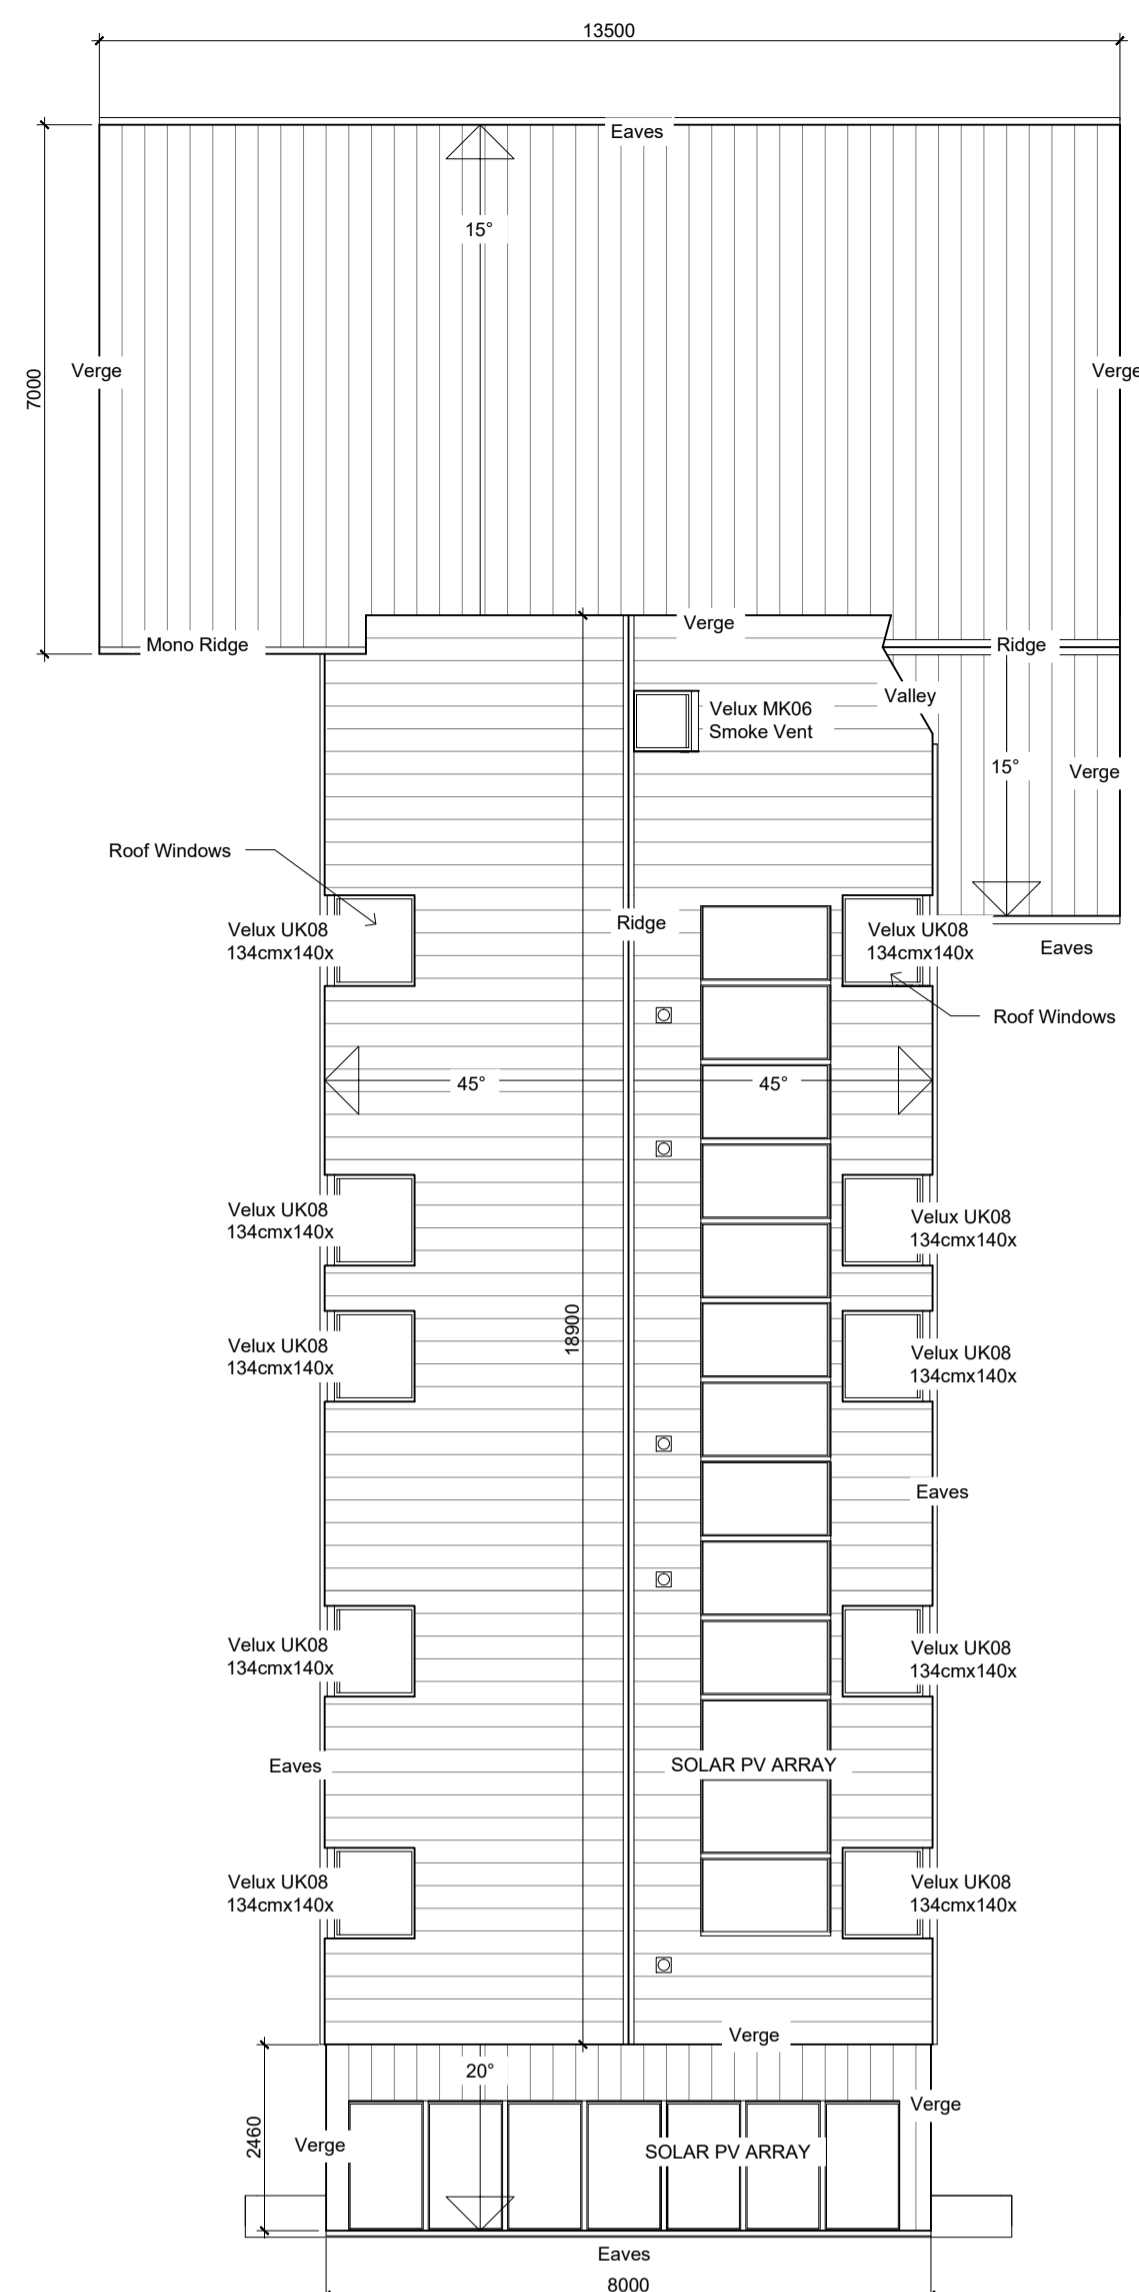 13500
Eaves
15°
Verge
Verge
7000
Mono Ridge
Verge
Ridge
Valley
Velux MK06
Smoke Vent
15°
Verge
Roof Windows
Velux UK08
134cmx140x
Ridge
Velux UK08
134cmx140x
Eaves
Roof Windows
45°
45°
Velux UK08
134cmx140x
Velux UK08
134cmx140x
18900
Velux UK08
134cmx140x
Velux UK08
134cmx140x
Eaves
Velux UK08
134cmx140x
Velux UK08
134cmx140x
Eaves
SOLAR PV ARRAY
Velux UK08
134cmx140x
Velux UK08
134cmx140x
Verge
20°
Verge
2460
Verge
SOLAR PV ARRAY
Eaves
8000